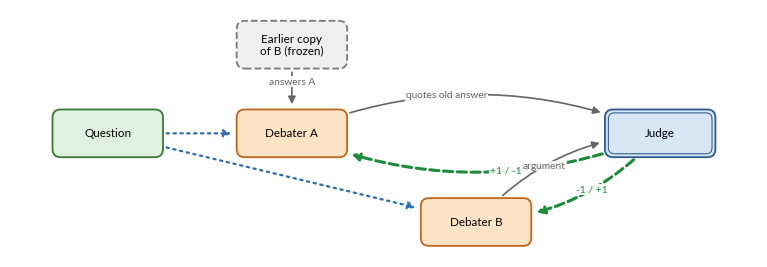 Earlier copy
of B (frozen)
answers A
quotes old answer
Question
Debater A
Judge
+1 / -1
argument
-1 / +1
Debater B